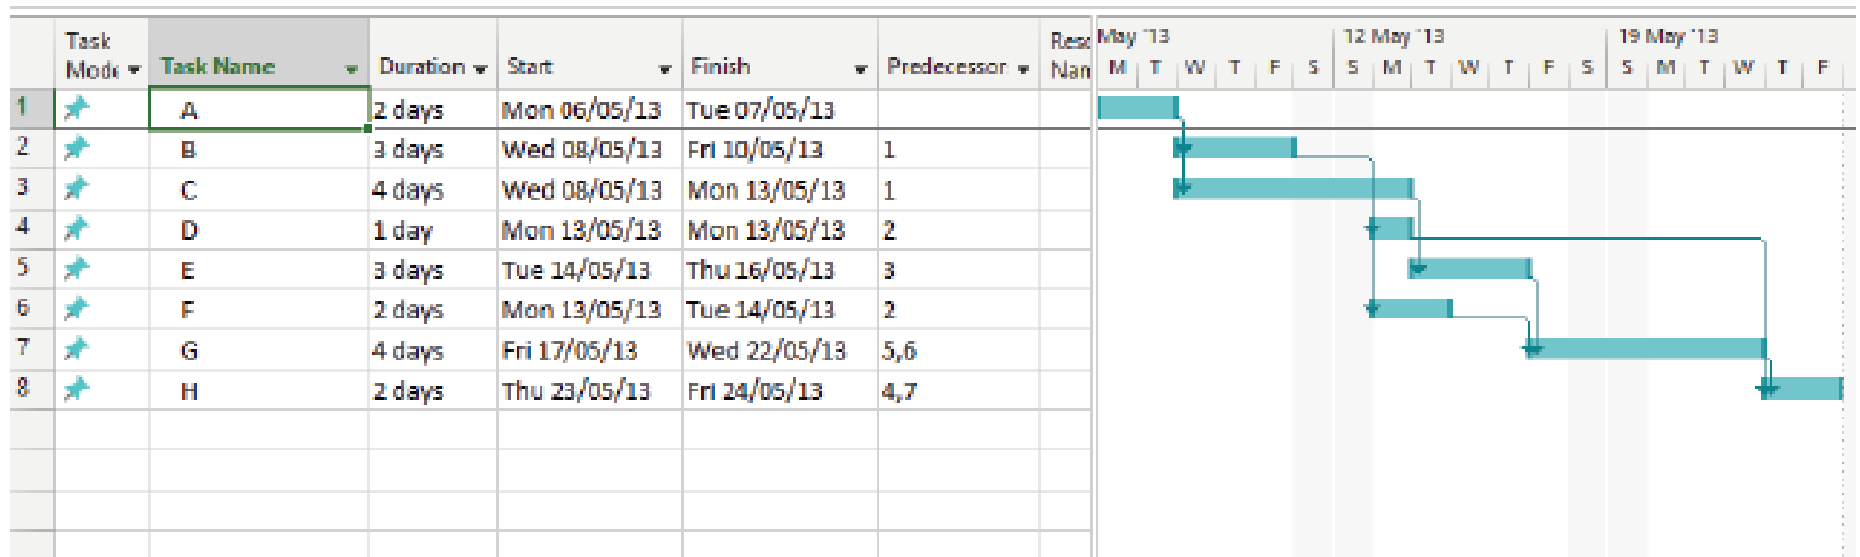 Task Mode Task Name Duration Start Finish Predecessor Reso Nan
May '13 12 May '13 19 May '13
M T W T F S S M T W T F S S M T W T F
1 A 2 days Mon 06/05/13 Tue 07/05/13
2 B 3 days Wed 08/05/13 Fri 10/05/13 1
3 C 4 days Wed 08/05/13 Mon 13/05/13 1
4 D 1 day Mon 13/05/13 Mon 13/05/13 2
5 E 3 days Tue 14/05/13 Thu 16/05/13 3
6 F 2 days Mon 13/05/13 Tue 14/05/13 2
7 G 4 days Fri 17/05/13 Wed 22/05/13 5,6
8 H 2 days Thu 23/05/13 Fri 24/05/13 4,7